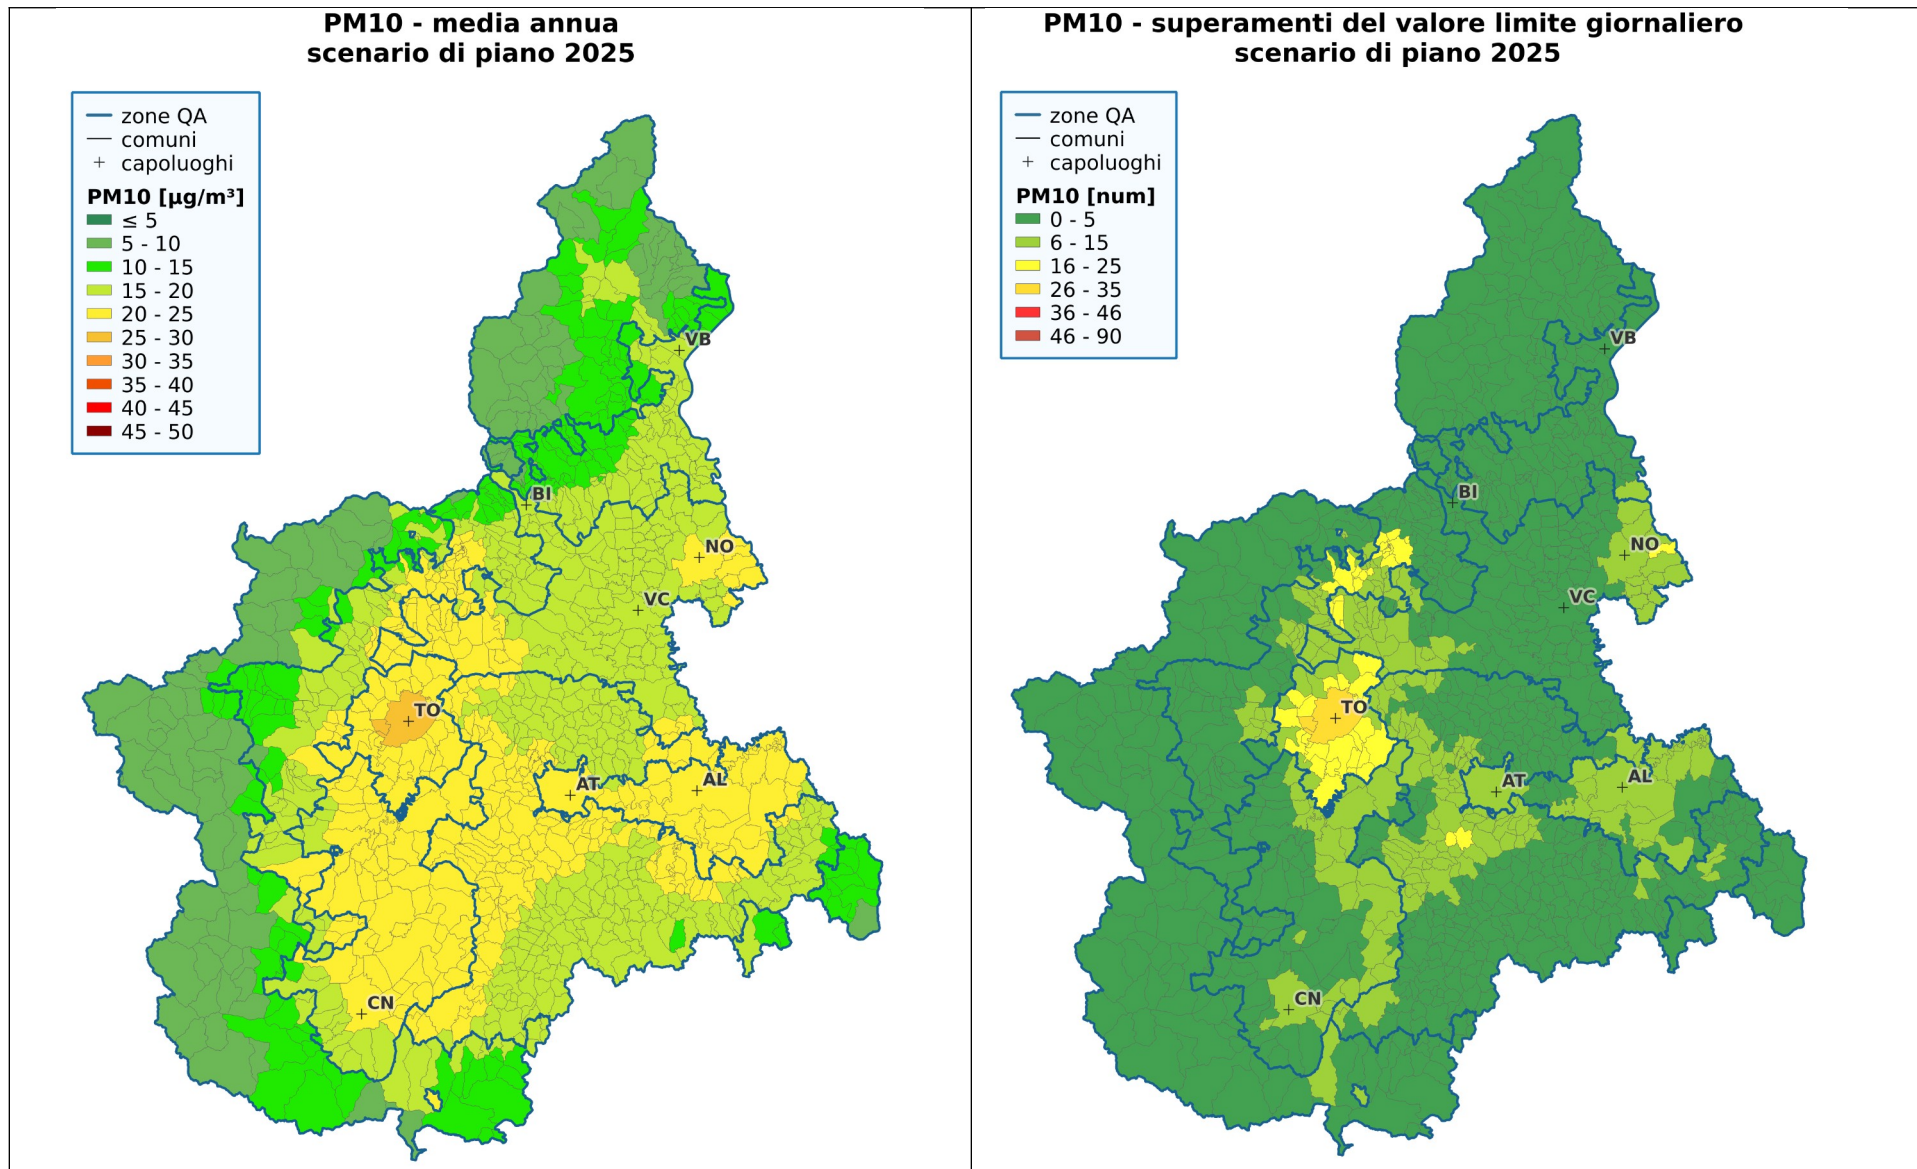 PM10 - media annua
scenario di piano 2025
zone QA
comuni
capoluoghi
PM10 [µg/m³]
≤ 5
5 - 10
10 - 15
15 - 20
20 - 25
25 - 30
30 - 35
35 - 40
40 - 45
45 - 50
VB
BI
NO
VC
TO
AT
AL
CN
PM10 - superamenti del valore limite giornaliero
scenario di piano 2025
zone QA
comuni
capoluoghi
PM10 [num]
0 - 5
6 - 15
16 - 25
26 - 35
36 - 46
46 - 90
VB
BI
NO
VC
TO
AT
AL
CN